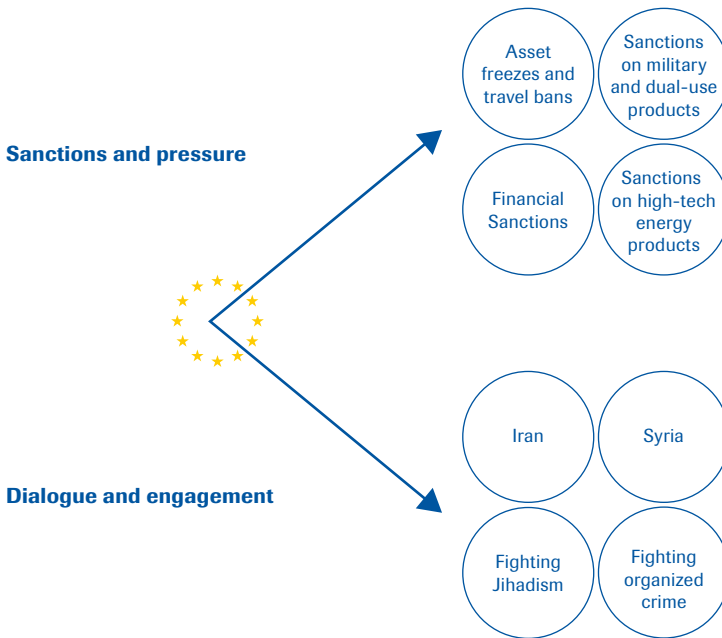 Sanctions and pressure
Asset
freezes and
travel bans
Sanctions
on military
and dual-use
products
Financial
Sanctions
Sanctions
on high-tech
energy
products
Dialogue and engagement
Iran
Syria
Fighting
Jihadism
Fighting
organized
crime